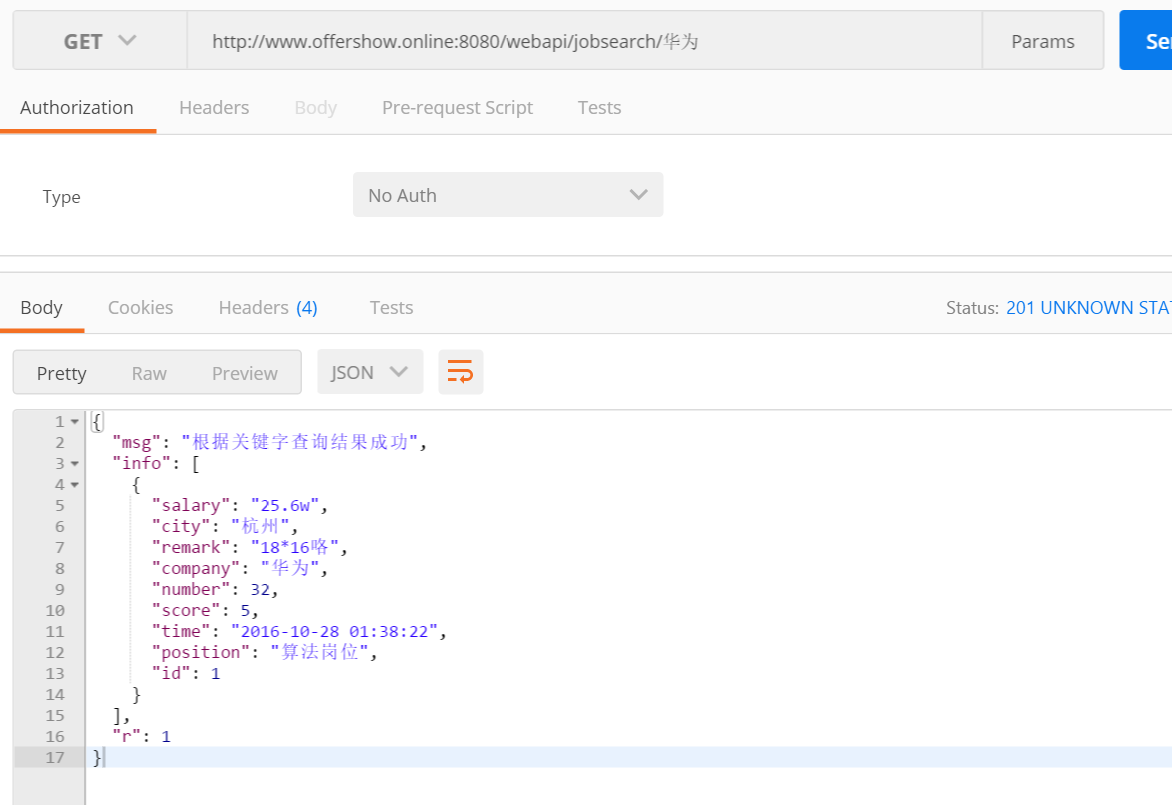 GET http://www.offershow.online:8080/webapi/jobsearch/华为 Params Se
Authorization Headers Body Pre-request Script Tests
Type No Auth
Body Cookies Headers (4) Tests Status: 201 UNKNOWN STA
Pretty Raw Preview JSON
1 {
2 "msg": "根据关键字查询结果成功",
3 "info": [
4 {
5 "salary": "25.6w",
6 "city": "杭州",
7 "remark": "18*16咯",
8 "company": "华为",
9 "number": 32,
10 "score": 5,
11 "time": "2016-10-28 01:38:22",
12 "position": "算法岗位",
13 "id": 1
14 }
15 ],
16 "r": 1
17 }